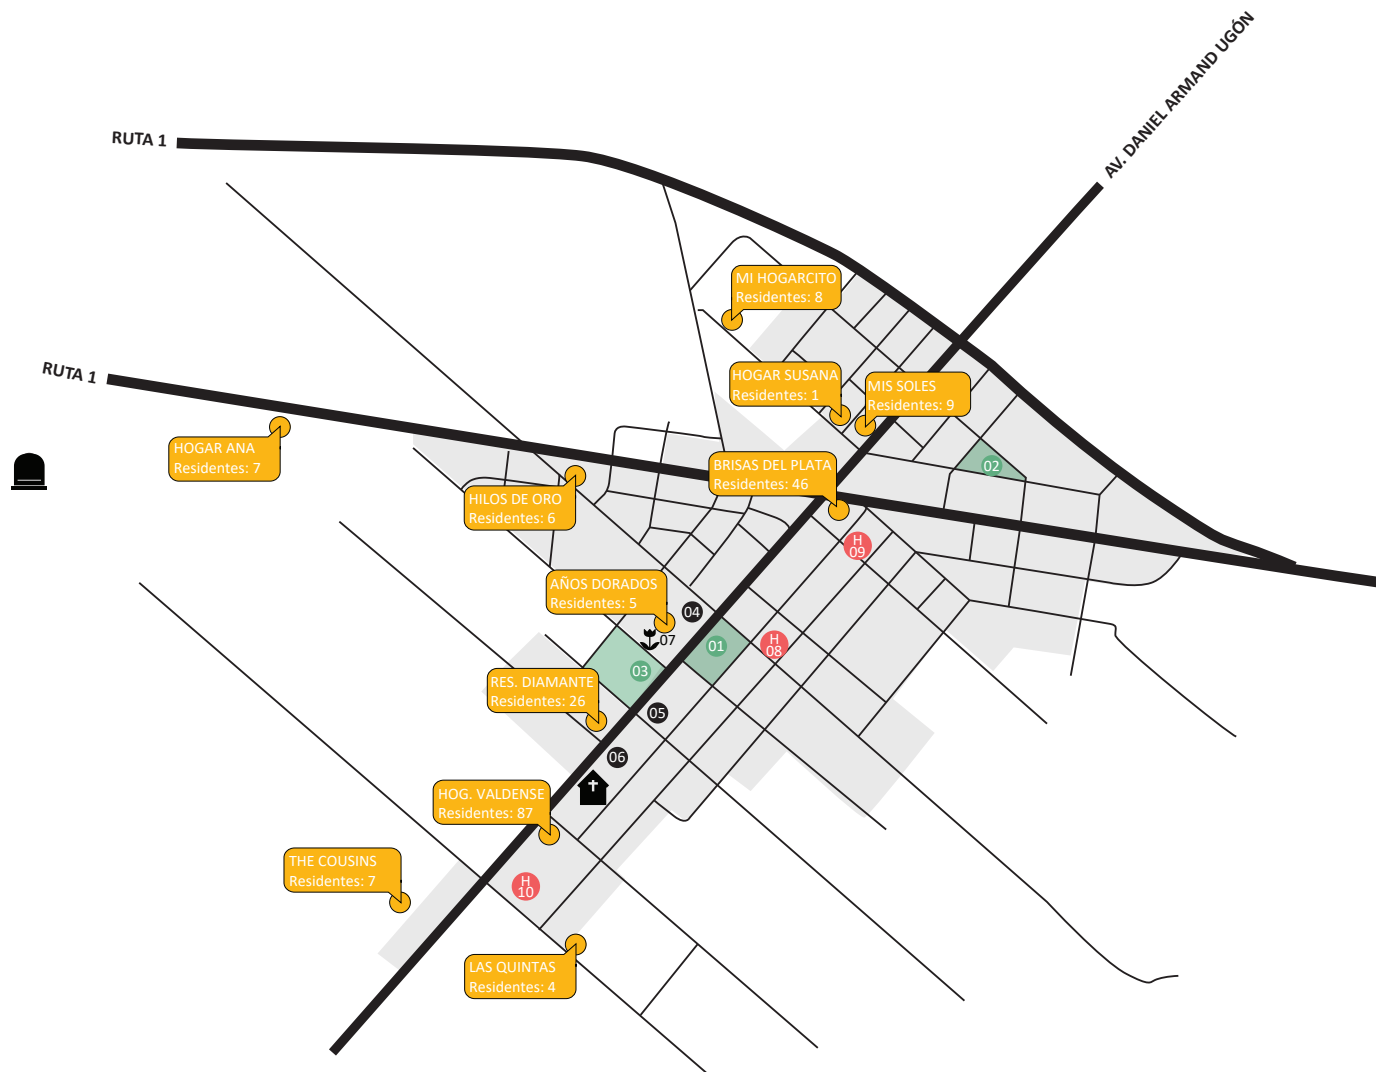 AV. DANIEL ARMAND UGÓN
RUTA 1
MI HOGARCITO
Residentes: 8
RUTA 1
HOGAR SUSANA
Residentes: 1
MIS SOLES
Residentes: 9
HOGAR ANA
Residentes: 7
BRISAS DEL PLATA
Residentes: 46
02
HILOS DE ORO
Residentes: 6
H
09
AÑOS DORADOS
Residentes: 5
04
07
01
H
08
03
RES. DIAMANTE
Residentes: 26
05
06
HOG. VALDENSE
Residentes: 87
THE COUSINS
Residentes: 7
H
10
LAS QUINTAS
Residentes: 4